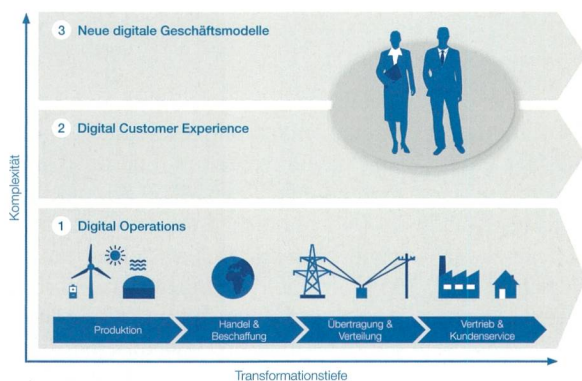 3 Neue digitale Geschäftsmodelle
2 Digital Customer Experience
1 Digital Operations
Produktion
Handel &
Beschaffung
Übertragung &
Verteilung
Vertrieb &
Kundenservice
Komplexität
Transformationstiefe